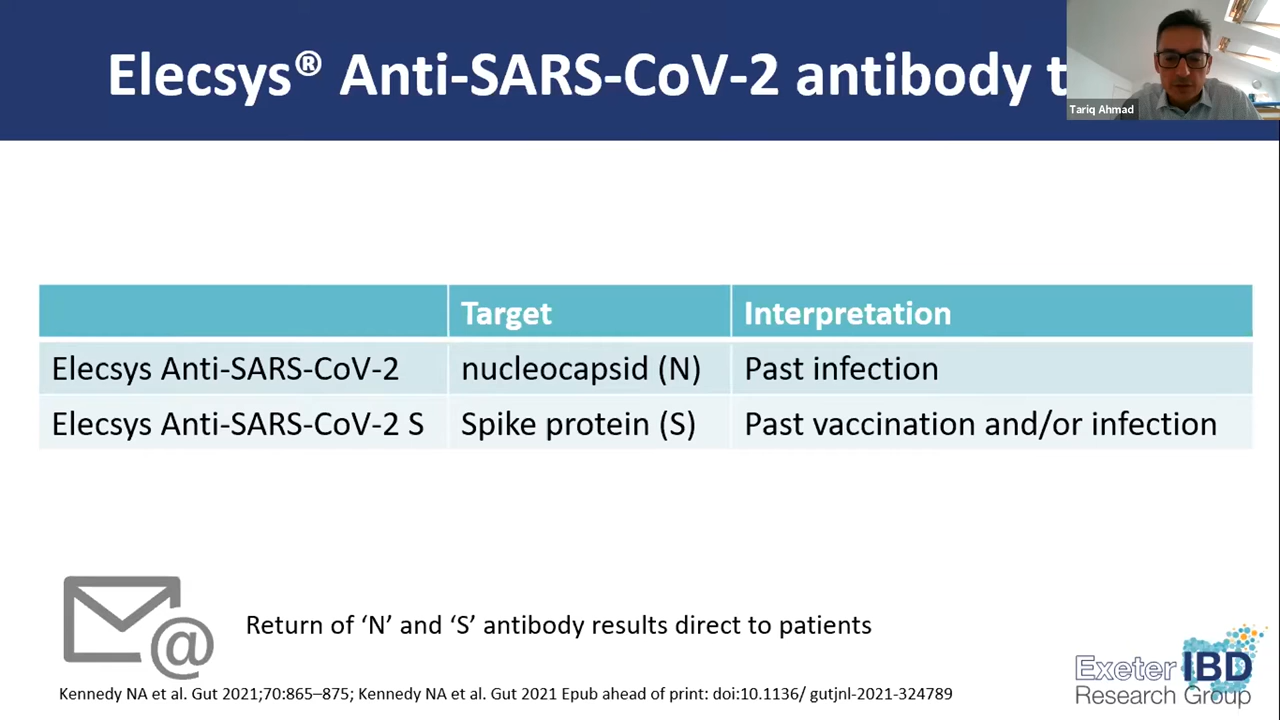 Elecsys® Anti-SARS-CoV-2 antibody t
Tariq Ahmad
Target Interpretation
Elecsys Anti-SARS-CoV-2 nucleocapsid (N) Past infection
Elecsys Anti-SARS-CoV-2 S Spike protein (S) Past vaccination and/or infection
@
Return of ‘N’ and ‘S’ antibody results direct to patients
Kennedy NA et al. Gut 2021;70:865–875; Kennedy NA et al. Gut 2021 Epub ahead of print: doi:10.1136/ gutjnl-2021-324789
Exeter IBD
Research Group